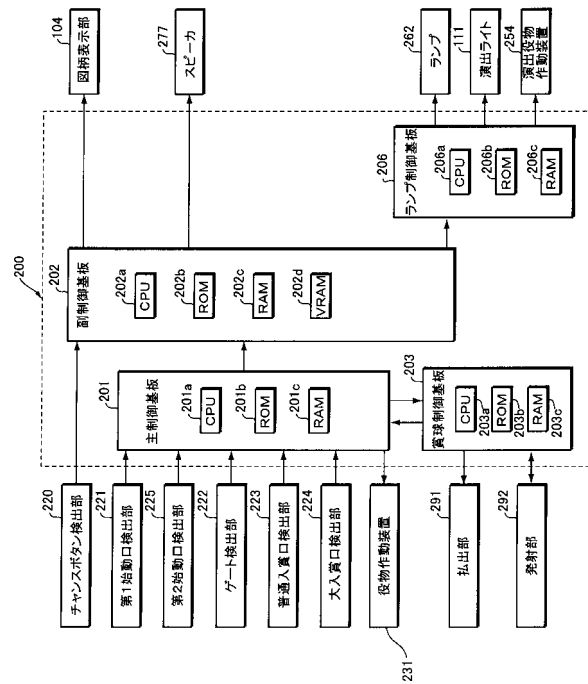 200
220
チャンスボタン検出部
221
第1始動口検出部
225
第2始動口検出部
222
ゲート検出部
223
普通入賞口検出部
224
大入賞口検出部
役物作動装置
231
291
払出部
292
発射部
201
主制御基板
201a
CPU
201b
ROM
201c
RAM
203
賞球制御基板
CPU
203a
ROM
203b
RAM
203c
202
副制御基板
202a
CPU
202b
ROM
202c
RAM
202d
VRAM
206
ランプ制御基板
206a
CPU
206b
ROM
206c
RAM
104
図柄表示部
277
スピーカ
262
ランプ
111
演出ライト
254
演出役物
作動装置